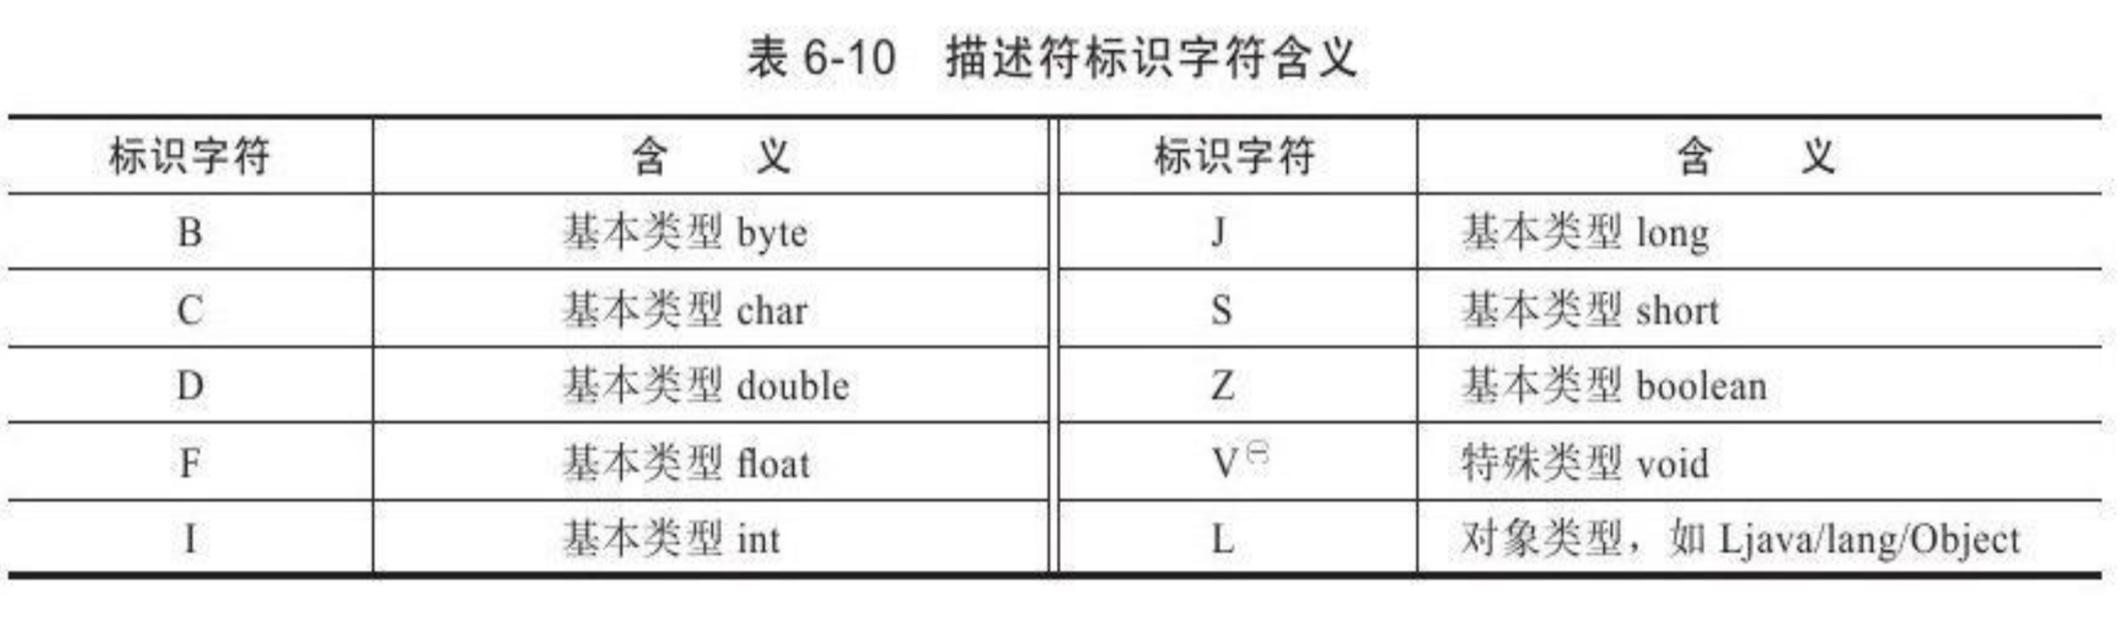 表 6-10 描述符标识字符含义
标识字符 含 义 标识字符 含 义
B 基本类型 byte J 基本类型 long
C 基本类型 char S 基本类型 short
D 基本类型 double Z 基本类型 boolean
F 基本类型 float V㊀ 特殊类型 void
I 基本类型 int L 对象类型，如 Ljava/lang/Object